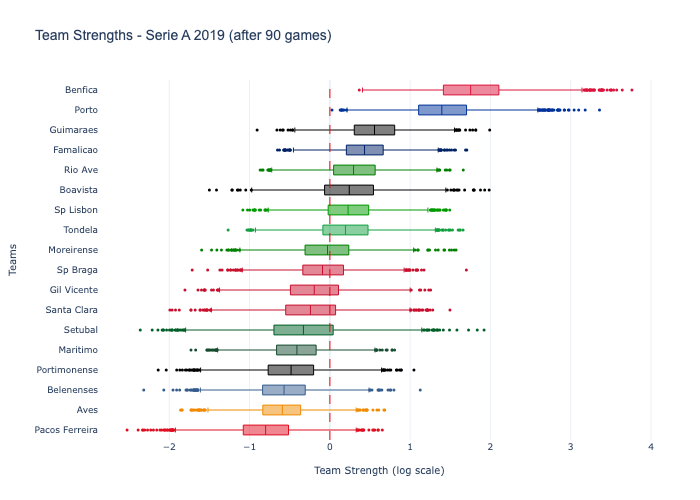 Team Strengths - Serie A 2019 (after 90 games)
Benfica
Porto
Guimaraes
Famalicao
Rio Ave
Boavista
Sp Lisbon
Tondela
Moreirense
Sp Braga
Gil Vicente
Santa Clara
Setubal
Maritimo
Portimonense
Belenenses
Aves
Pacos Ferreira
Teams
−2 −1 0 1 2 3 4
Team Strength (log scale)